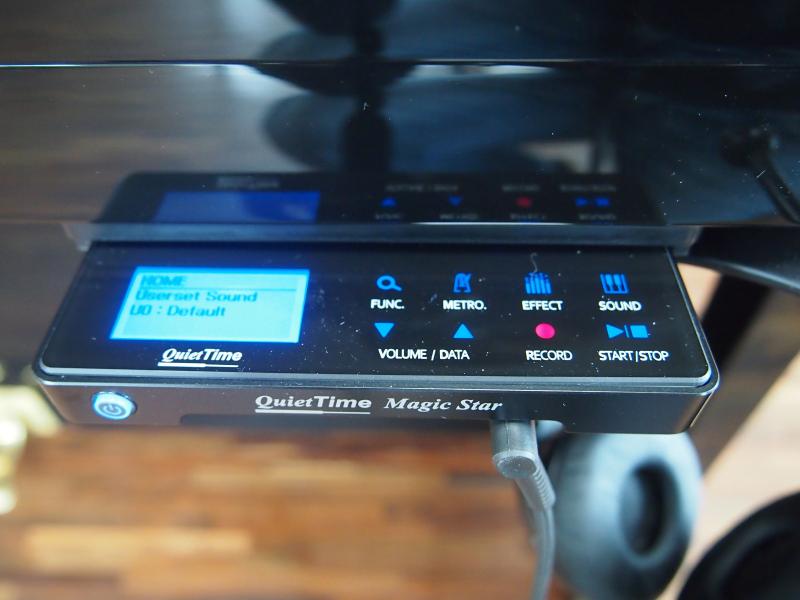 HOME
Userset Sound
U0 : Default
QuietTime
FUNC.
METRO.
EFFECT
SOUND
VOLUME / DATA
RECORD
START/STOP
QuietTime Magic Star